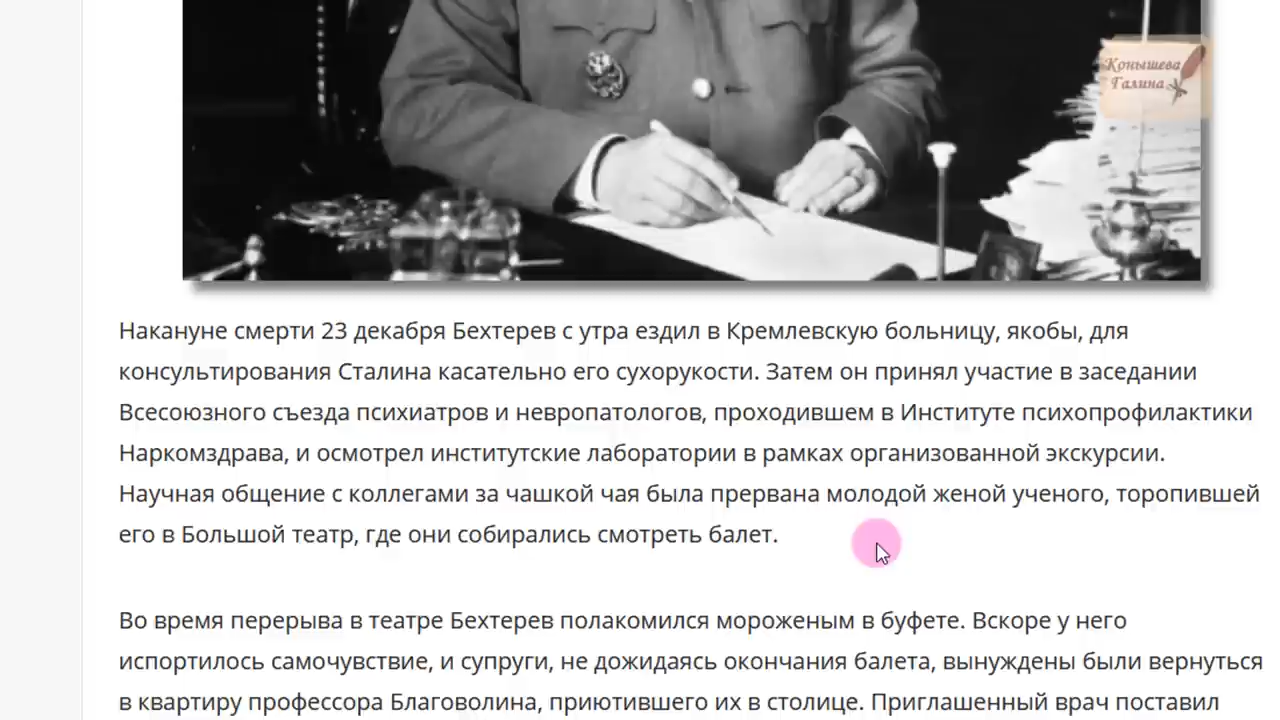 Конышева
Галина
Накануне смерти 23 декабря Бехтерев с утра ездил в Кремлевскую больницу, якобы, для
консультирования Сталина касательно его сухорукости. Затем он принял участие в заседании
Всесоюзного съезда психиатров и невропатологов, проходившем в Институте психопрофилактики
Наркомздрава, и осмотрел институтские лаборатории в рамках организованной экскурсии.
Научная общение с коллегами за чашкой чая была прервана молодой женой ученого, торопившей
его в Большой театр, где они собирались смотреть балет.
Во время перерыва в театре Бехтерев полакомился мороженым в буфете. Вскоре у него
испортилось самочувствие, и супруги, не дожидаясь окончания балета, вынуждены были вернуться
в квартиру профессора Благоволина, приютившего их в столице. Приглашенный врач поставил